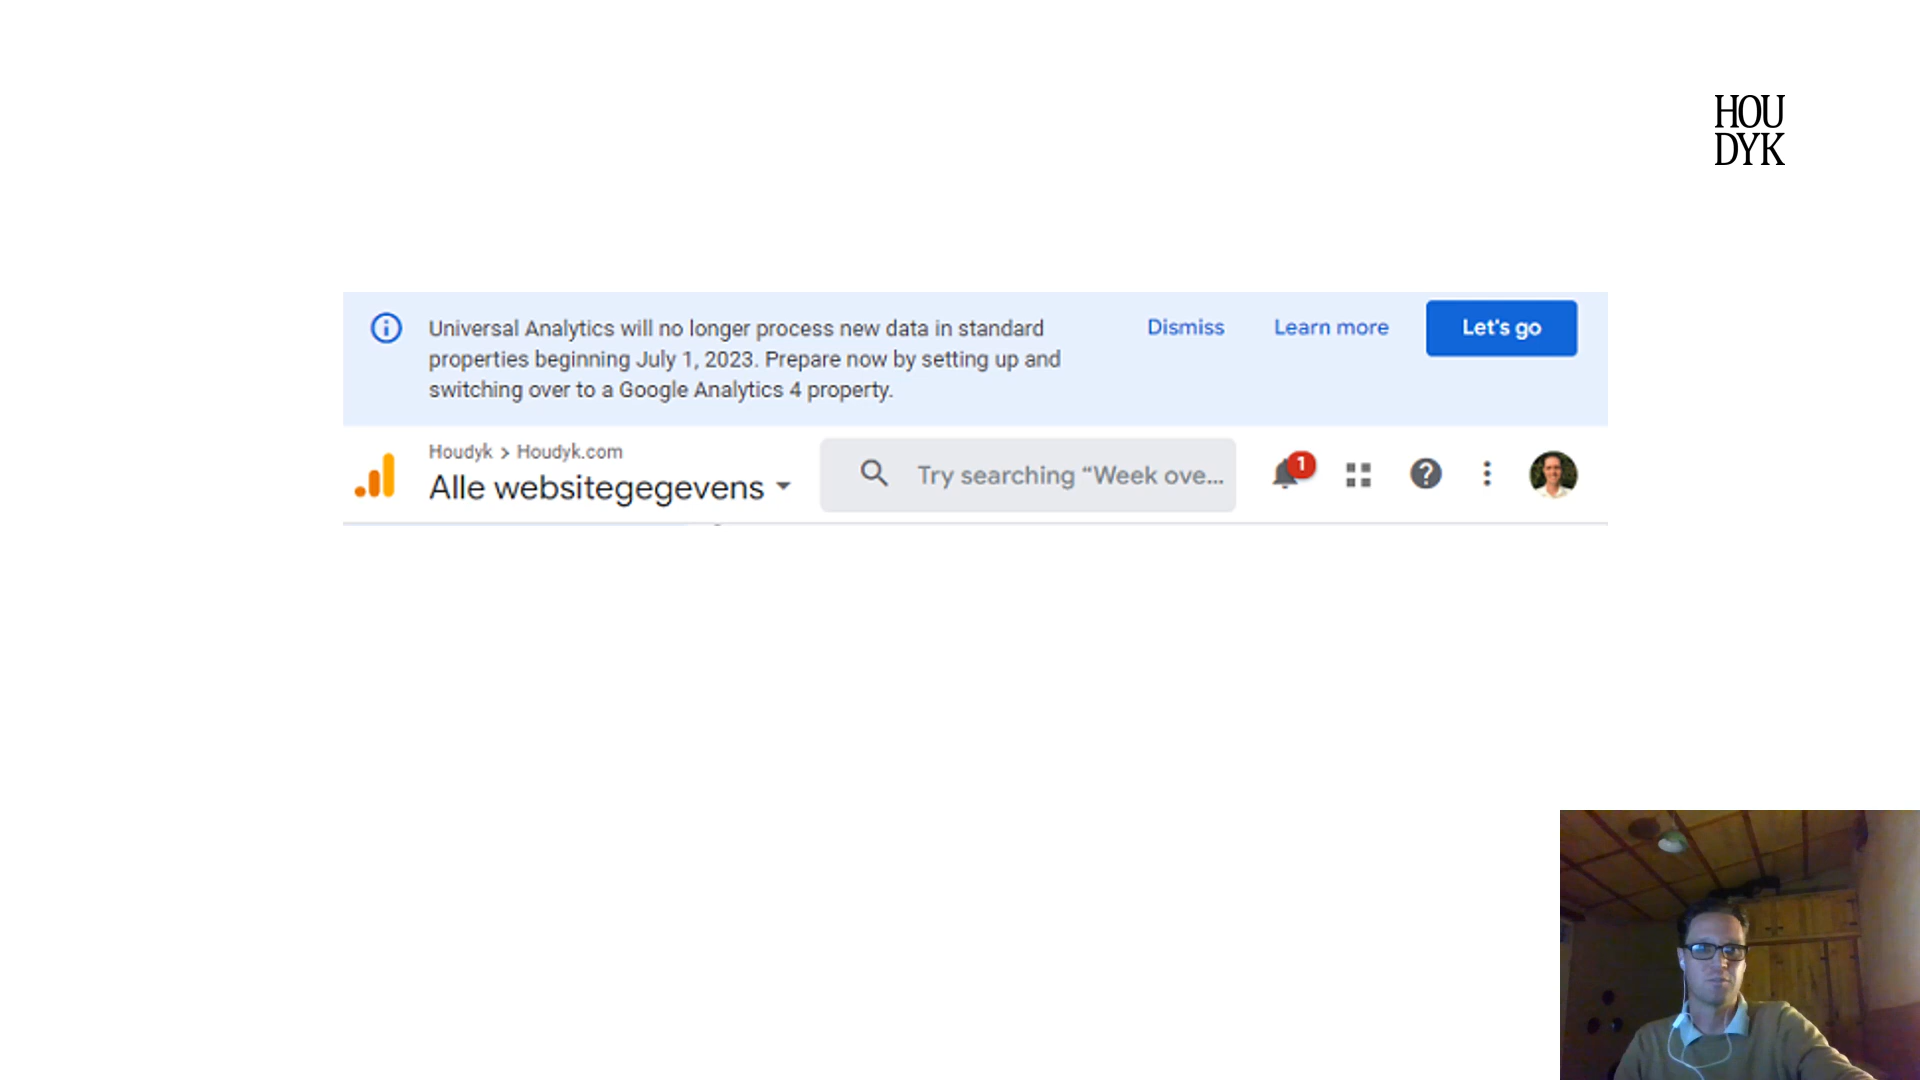 HOU
DYK
Universal Analytics will no longer process new data in standard
properties beginning July 1, 2023. Prepare now by setting up and
switching over to a Google Analytics 4 property.
Dismiss
Learn more
Let's go
Houdyk > Houdyk.com
Alle websitegegevens
Try searching “Week ove...
1